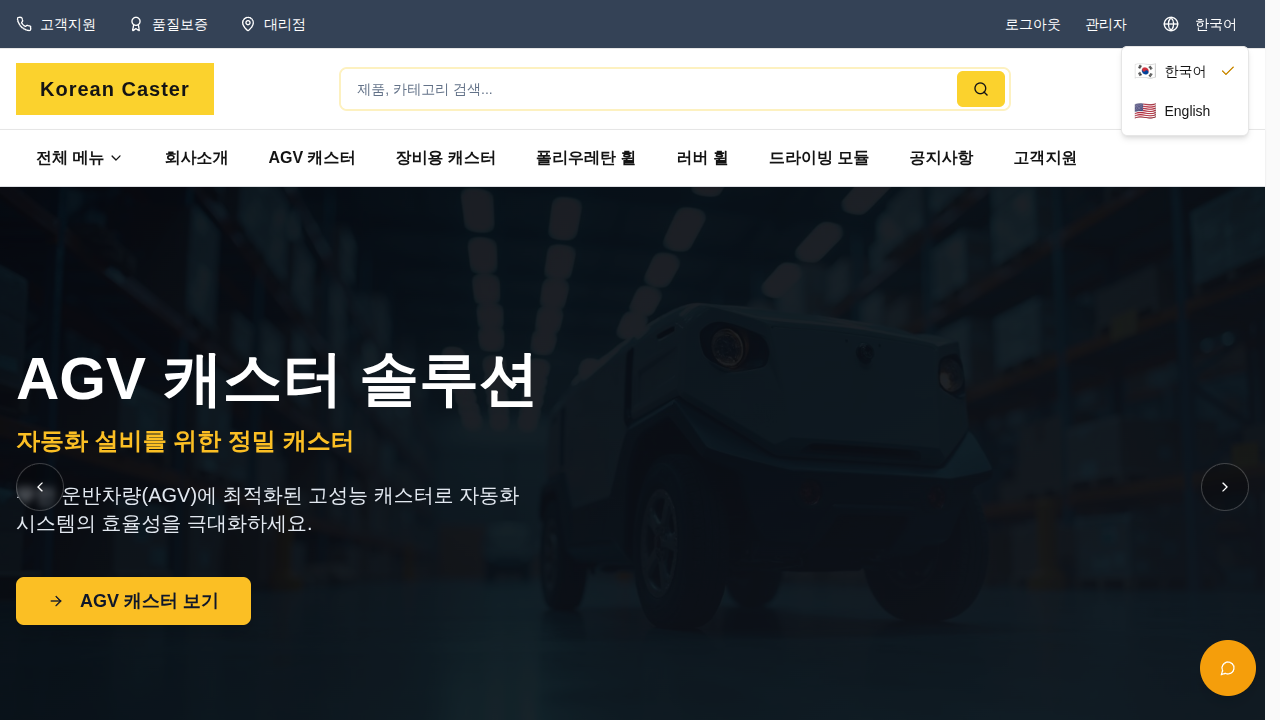 고객지원
품질보증
대리점
로그아웃
관리자
한국어
한국어
English
Korean Caster
제품, 카테고리 검색...
전체 메뉴
회사소개
AGV 캐스터
장비용 캐스터
폴리우레탄 휠
러버 휠
드라이빙 모듈
공지사항
고객지원
AGV 캐스터 솔루션
자동화 설비를 위한 정밀 캐스터
운반차량(AGV)에 최적화된 고성능 캐스터로 자동화
시스템의 효율성을 극대화하세요.
AGV 캐스터 보기